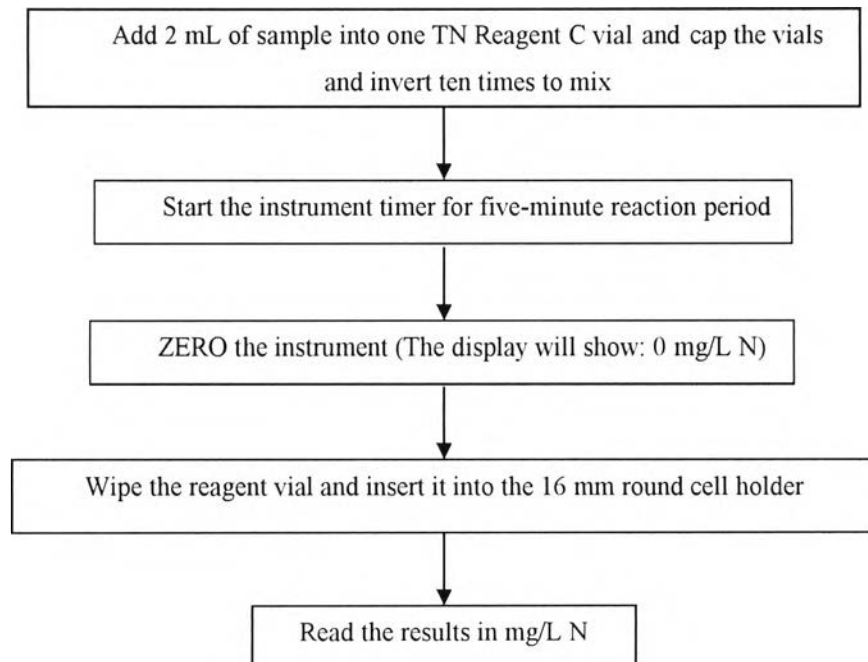 Add 2 mL of sample into one TN Reagent C vial and cap the vials
and invert ten times to mix
Start the instrument timer for five-minute reaction period
ZERO the instrument (The display will show: 0 mg/L N)
Wipe the reagent vial and insert it into the 16 mm round cell holder
Read the results in mg/L N